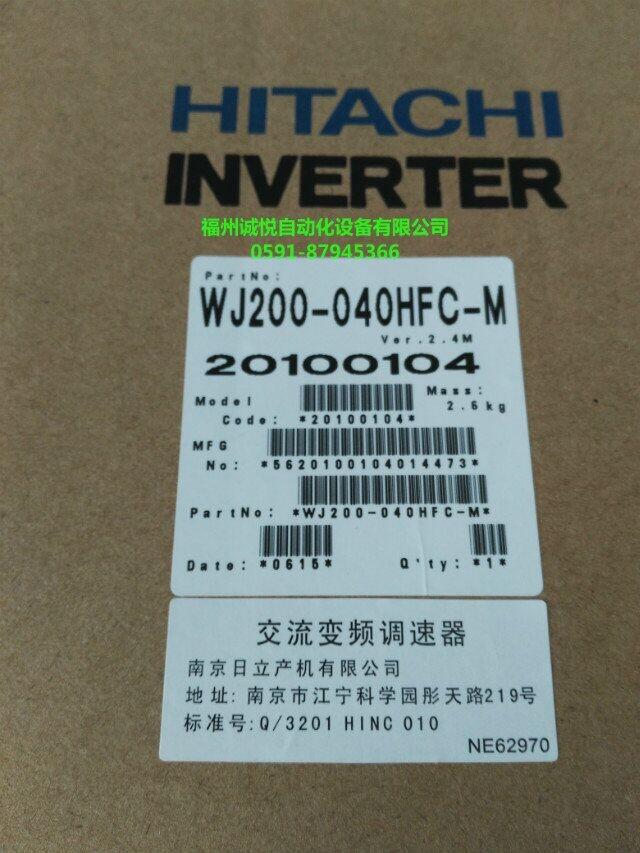 HITACHI
INVERTER
福州诚悦自动化设备有限公司
0591-87945366
PartNo:
WJ200-040HFC-M
Ver.2.4M
20100104
Model Code: *20100104*
Mass: 2.6kg
MFG No: *5620100104014473*
PartNo: *WJ200-040HFC-M*
Date: *0615* Q'ty: *1*
交流变频调速器
南京日立产机有限公司
地址: 南京市江宁科学园彤天路219号
标准号:Q/3201 HINC 010
NE62970